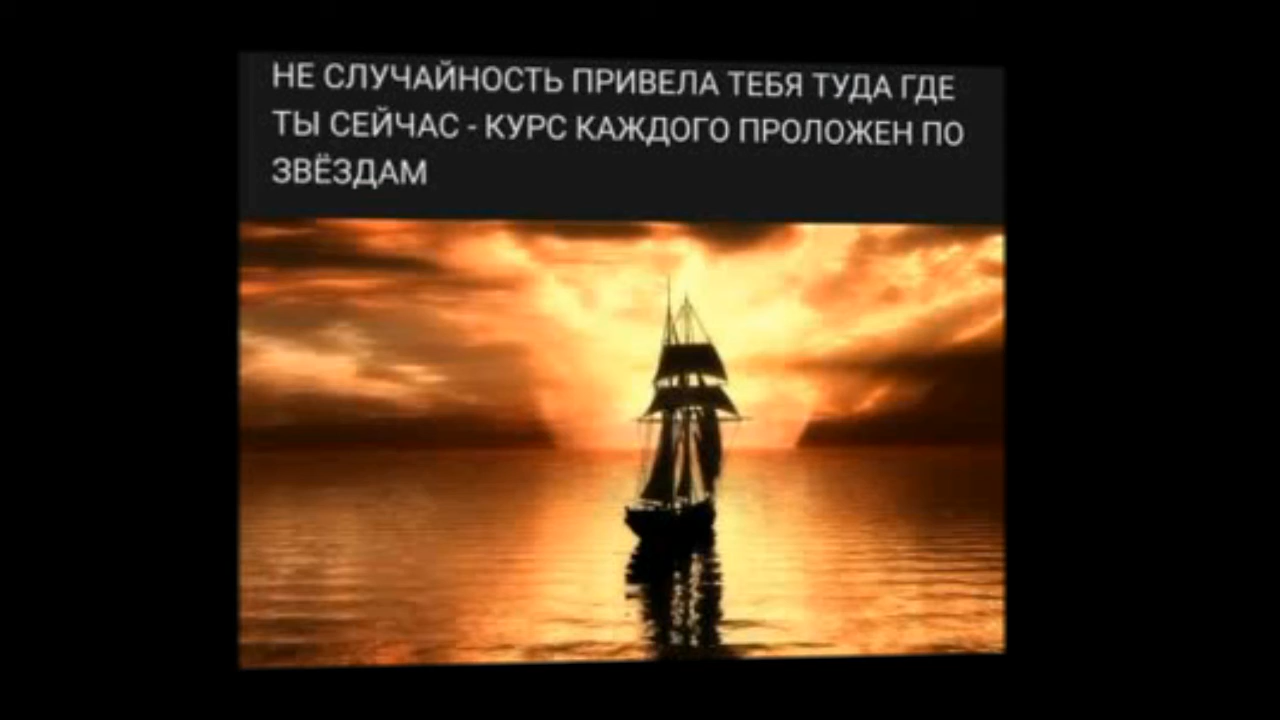 НЕ СЛУЧАЙНОСТЬ ПРИВЕЛА ТЕБЯ ТУДА ГДЕ
ТЫ СЕЙЧАС - КУРС КАЖДОГО ПРОЛОЖЕН ПО
ЗВЁЗДАМ